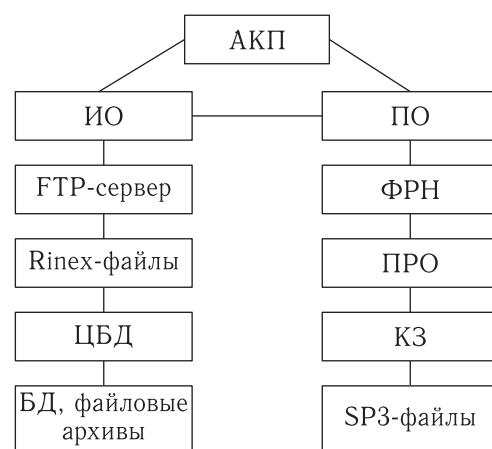 АКП
ИО
ПО
FTP-сервер
ФРН
Rinex-файлы
ПРО
ЦБД
КЗ
БД, файловые
архивы
SP3-файлы